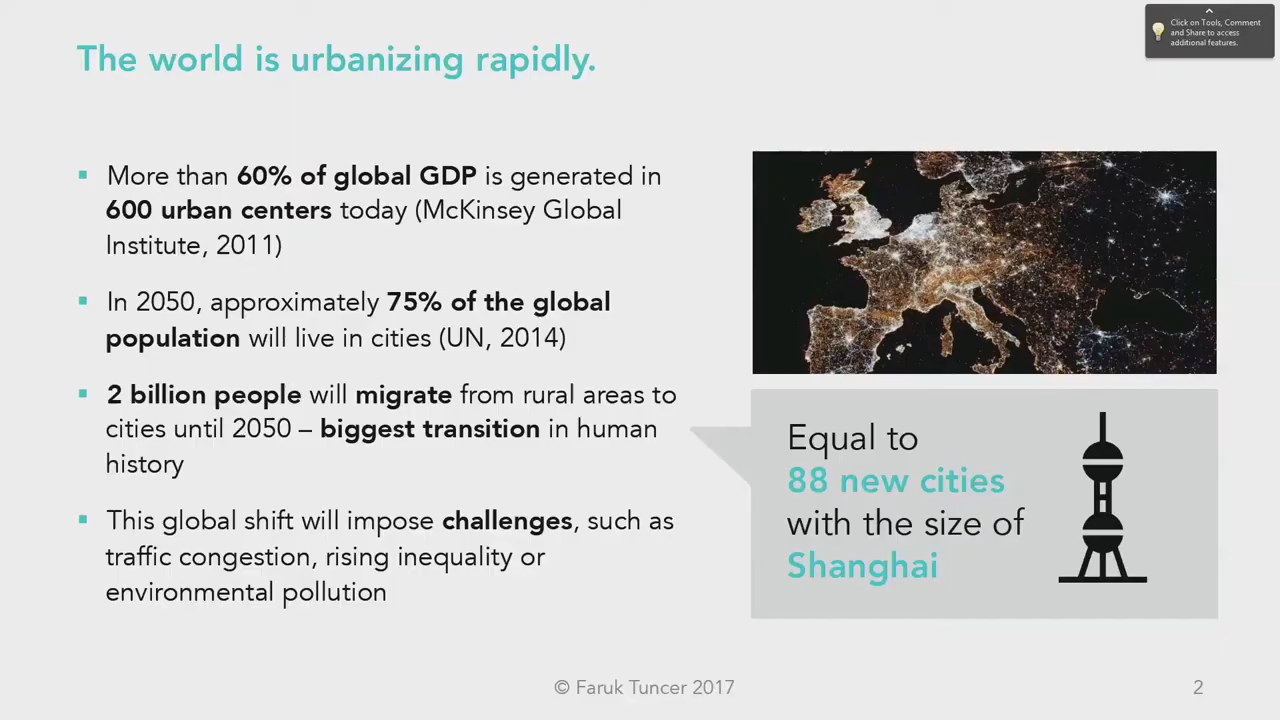 The world is urbanizing rapidly.
Click on Tools, Comment
and Share to access
additional features.
More than 60% of global GDP is generated in
600 urban centers today (McKinsey Global
Institute, 2011)
In 2050, approximately 75% of the global
population will live in cities (UN, 2014)
2 billion people will migrate from rural areas to
cities until 2050 – biggest transition in human
history
This global shift will impose challenges, such as
traffic congestion, rising inequality or
environmental pollution
Equal to
88 new cities
with the size of
Shanghai
© Faruk Tuncer 2017
2